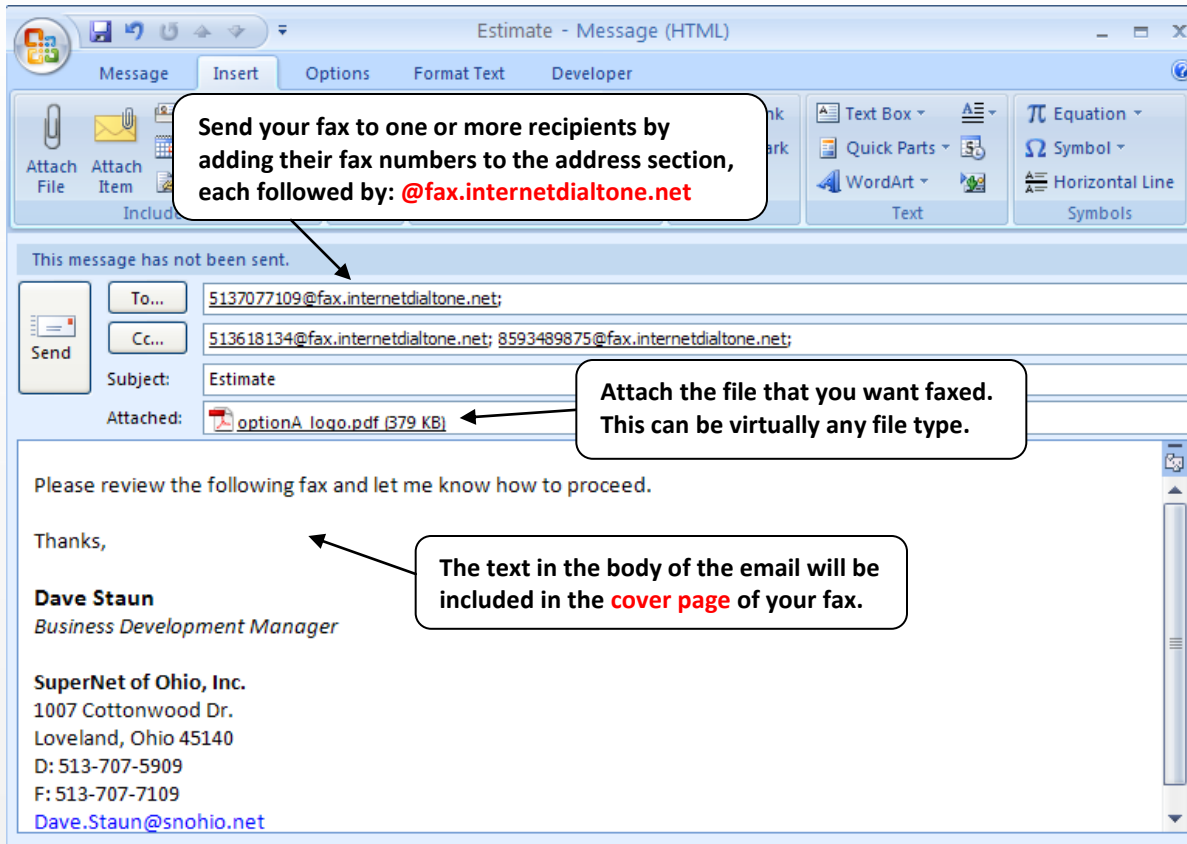 Estimate - Message (HTML)
Message Insert Options Format Text Developer
Attach File
Attach Item
Send your fax to one or more recipients by
adding their fax numbers to the address section,
each followed by: @fax.internetdialtone.net
Text Box
Quick Parts
WordArt
Text
π Equation
Ω Symbol
Horizontal Line
Symbols
This message has not been sent.
Send
To... 5137077109@fax.internetdialtone.net;
Cc... 513618134@fax.internetdialtone.net; 8593489875@fax.internetdialtone.net;
Subject: Estimate
Attached: optionA_logo.pdf (379 KB)
Attach the file that you want faxed.
This can be virtually any file type.
Please review the following fax and let me know how to proceed.
Thanks,
The text in the body of the email will be
included in the cover page of your fax.
Dave Staun
Business Development Manager
SuperNet of Ohio, Inc.
1007 Cottonwood Dr.
Loveland, Ohio 45140
D: 513-707-5909
F: 513-707-7109
Dave.Staun@snohio.net